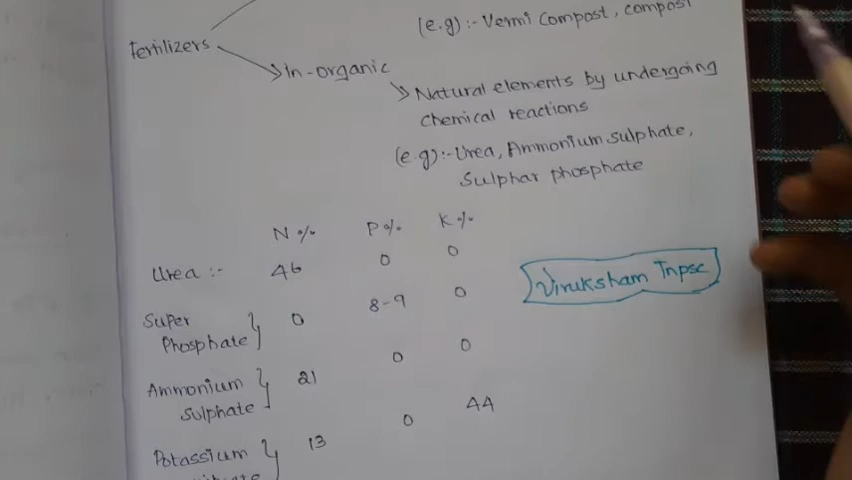 (e.g) :- Vermi Compost, compost
Fertilizers
In-organic
Natural elements by undergoing
chemical reactions
(e.g) :- Urea, Ammonium sulphate,
Sulphar phosphate
N % P % K %
Urea :- 46 0 0
Viruksham Tnpsc
Super
Phosphate 0 8-9 0
Ammonium
Sulphate 21 0 0
Potassium 13 0 44